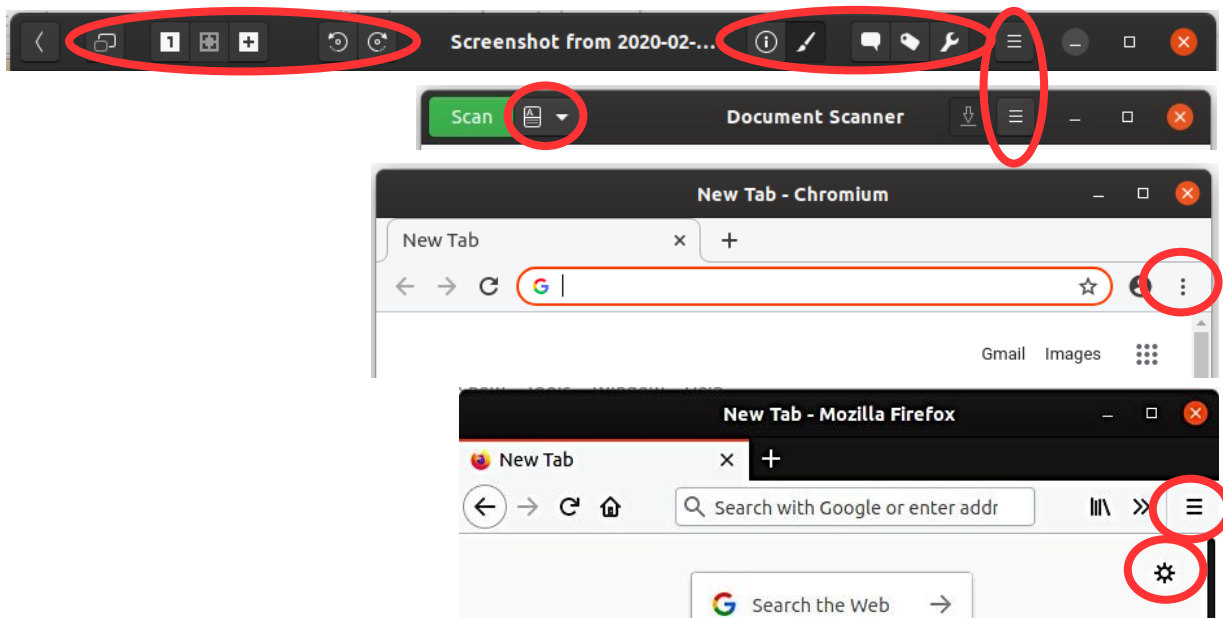 1 Screenshot from 2020-02-...
Scan Document Scanner
New Tab - Chromium
New Tab
G
Gmail Images
New Tab - Mozilla Firefox
New Tab
Search with Google or enter addr
G Search the Web